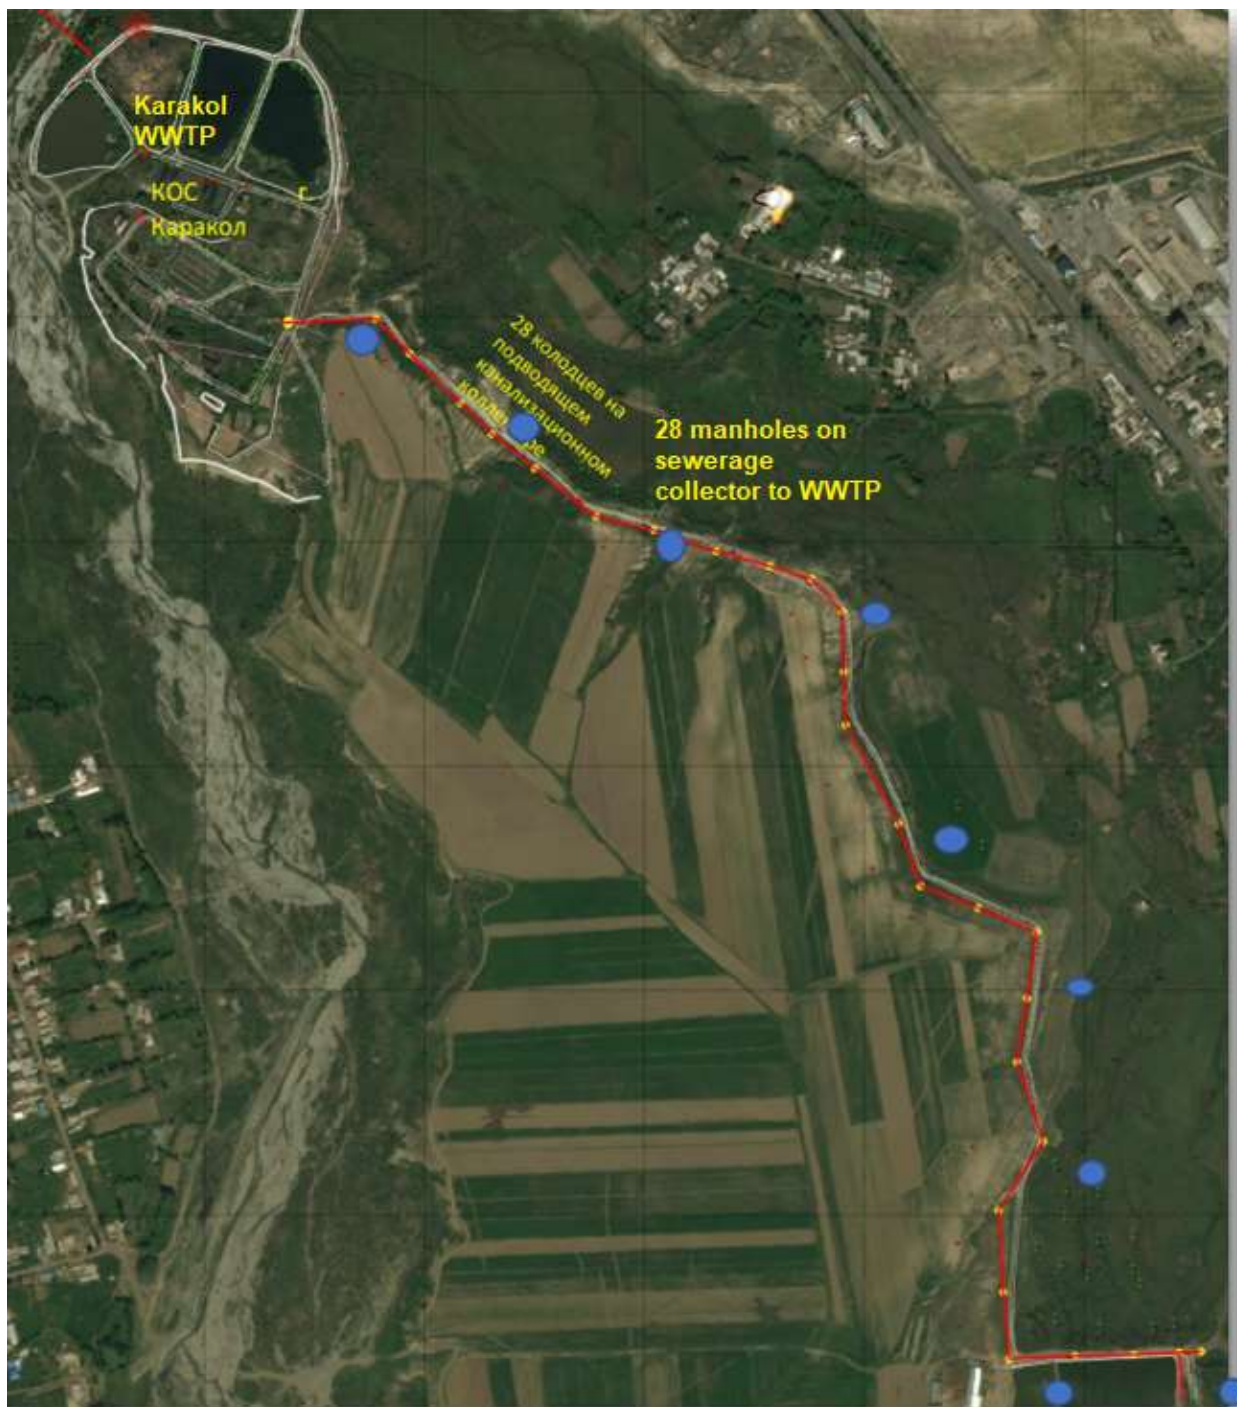 Karakol
WWTP
КОС г.
Каракол
28 колодцев на
подводящем
канализационном
28 manholes on
sewerage
collector to WWTP